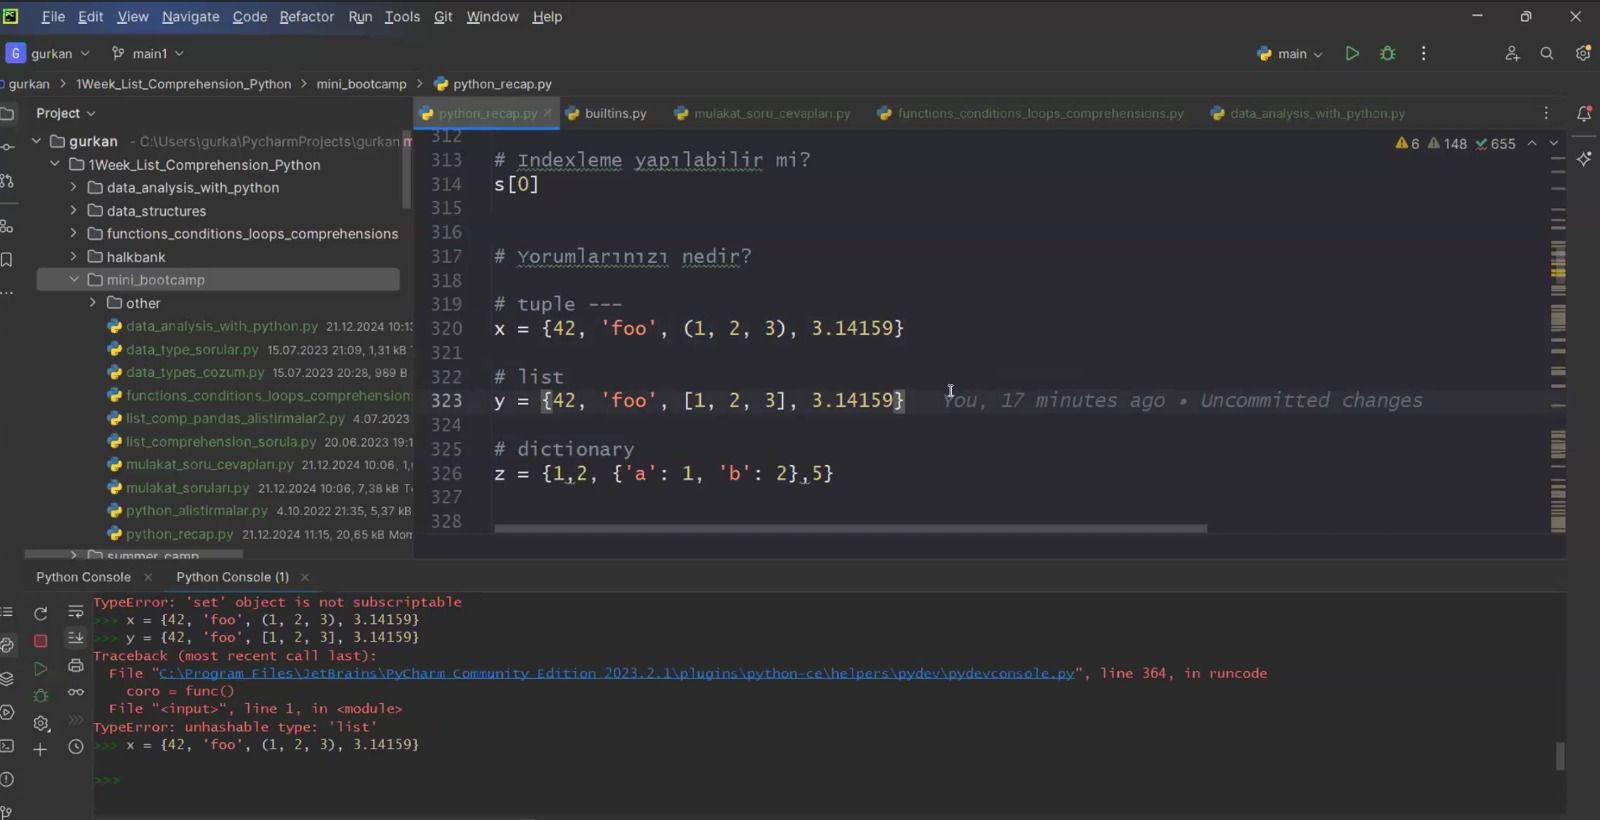 PC File Edit View Navigate Code Refactor Run Tools Git Window Help
G gurkan main1 main
gurkan > 1Week_List_Comprehension_Python > mini_bootcamp > python_recap.py
Project
python_recap.py builtins.py mulakat_soru_cevapları.py functions_conditions_loops_comprehensions.py data_analysis_with_python.py
gurkan - C:\Users\gurka\PycharmProjects\gurkan m
1Week_List_Comprehension_Python
data_analysis_with_python
data_structures
functions_conditions_loops_comprehensions
halkbank
mini_bootcamp
other
data_analysis_with_python.py 21.12.2024 10:13
data_type_sorular.py 15.07.2023 21:09, 1,31 kB
data_types_cozum.py 15.07.2023 20:28, 989 B
functions_conditions_loops_comprehension
list_comp_pandas_alistirmalar2.py 4.07.2023
list_comprehension_sorula.py 20.06.2023 19:1
mulakat_soru_cevapları.py 21.12.2024 10:06, 1,
mulakat_soruları.py 21.12.2024 10:06, 7,38 kB
python_alistirmalar.py 4.10.2022 21:35, 5,37 kB
python_recap.py 21.12.2024 11:15, 20,65 kB Mom
summer_camp
6 148 655
312
313 # Indexleme yapılabilir mi?
314 s[0]
315
316
317 # Yorumlarınızı nedir?
318
319 # tuple ---
320 x = {42, 'foo', (1, 2, 3), 3.14159}
321
322 # list
323 y = {42, 'foo', [1, 2, 3], 3.14159} You, 17 minutes ago • Uncommitted changes
324
325 # dictionary
326 z = {1,2, {'a': 1, 'b': 2},5}
327
328
Python Console Python Console (1)
TypeError: 'set' object is not subscriptable
>>> x = {42, 'foo', (1, 2, 3), 3.14159}
>>> y = {42, 'foo', [1, 2, 3], 3.14159}
Traceback (most recent call last):
File "C:\Program Files\JetBrains\PyCharm Community Edition 2023.2.1\plugins\python-ce\helpers\pydev\pydevconsole.py", line 364, in runcode
coro = func()
File "<input>", line 1, in <module>
TypeError: unhashable type: 'list'
>>> x = {42, 'foo', (1, 2, 3), 3.14159}
>>>